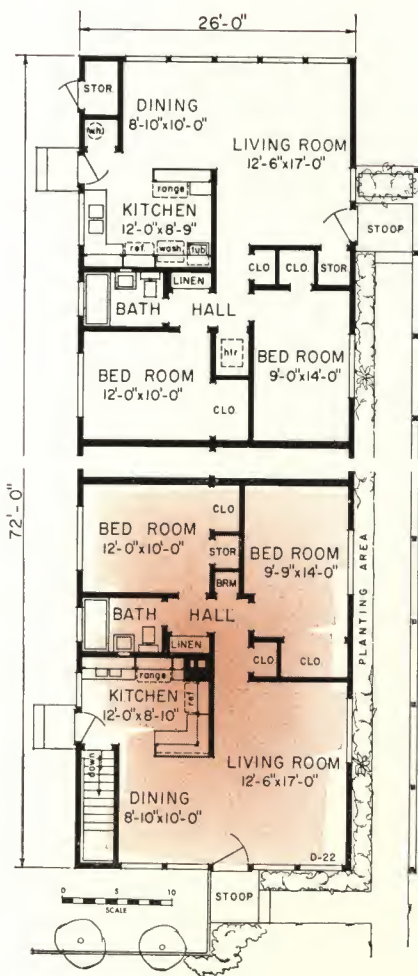 26'-0"
STOR.
DINING
8'-10"x10'-0"
(wh)
LIVING ROOM
12'-6"x17'-0"
range
KITCHEN
12'-0"x8'-9"
STOOP
ref.
wash
tub
LINEN
CLO.
CLO.
STOR.
BATH
HALL
htr
BED ROOM
9'-0"x14'-0"
BED ROOM
12'-0"x10'-0"
CLO.
72'-0"
BED ROOM
12'-0"x10'-0"
CLO.
STOR.
BED ROOM
9'-9"x14'-0"
BRM
PLANTING AREA
BATH
HALL
LINEN
CLO.
CLO.
range
KITCHEN
12'-0"x8'-10"
ref.
down
LIVING ROOM
12'-6"x17'-0"
DINING
8'-10"x10'-0"
D-22
0 5 10
SCALE
STOOP